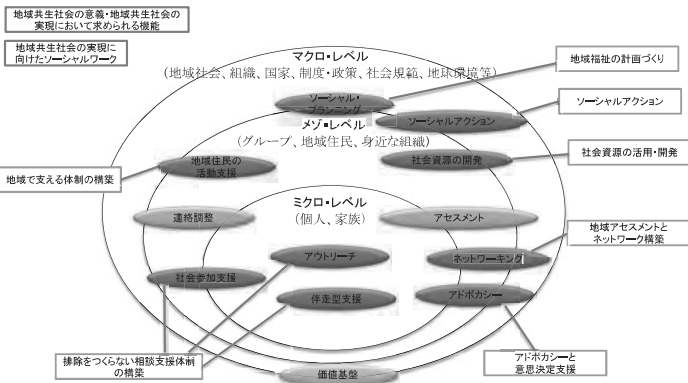 地域共生社会の意義・地域共生社会の
実現において求められる機能
地域共生社会の実現に
向けたソーシャルワーク
マクロ・レベル
(地域社会、組織、国家、制度・政策、社会規範、地球環境等)
地域福祉の計画づくり
ソーシャル・
プランニング
ソーシャルアクション
ソーシャルアクション
メゾ・レベル
(グループ、地域住民、身近な組織)
地域住民の
活動支援
社会資源の開発
社会資源の活用・開発
地域で支える体制の構築
ミクロ・レベル
(個人、家族)
連絡調整
アセスメント
地域アセスメントと
ネットワーク構築
アウトリーチ
ネットワーキング
社会参加支援
伴走型支援
アドボカシー
排除をつくらない相談支援体制
の構築
アドボカシーと
意思決定支援
価値基盤